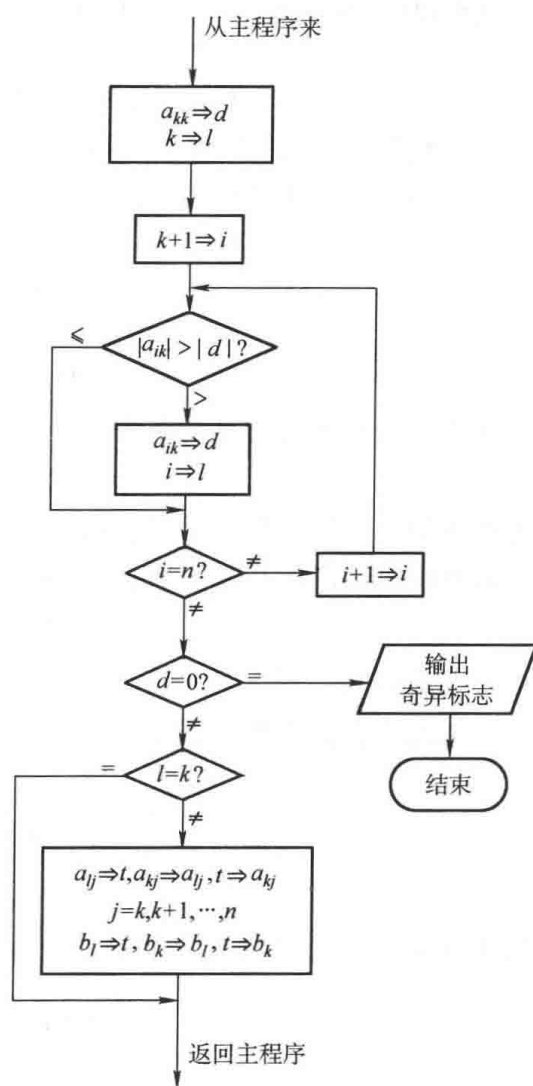 从主程序来
a_{kk}⇒d
k⇒l
k+1⇒i
⩽
|a_{ik}|>|d|?
>
a_{ik}⇒d
i⇒l
i=n?
≠
i+1⇒i
≠
d=0?
=
输出
奇异标志
≠
结束
=
l=k?
≠
a_{lj}⇒t,a_{kj}⇒a_{lj},t⇒a_{kj}
j=k,k+1,⋯,n
b_l⇒t,b_k⇒b_l,t⇒b_k
返回主程序